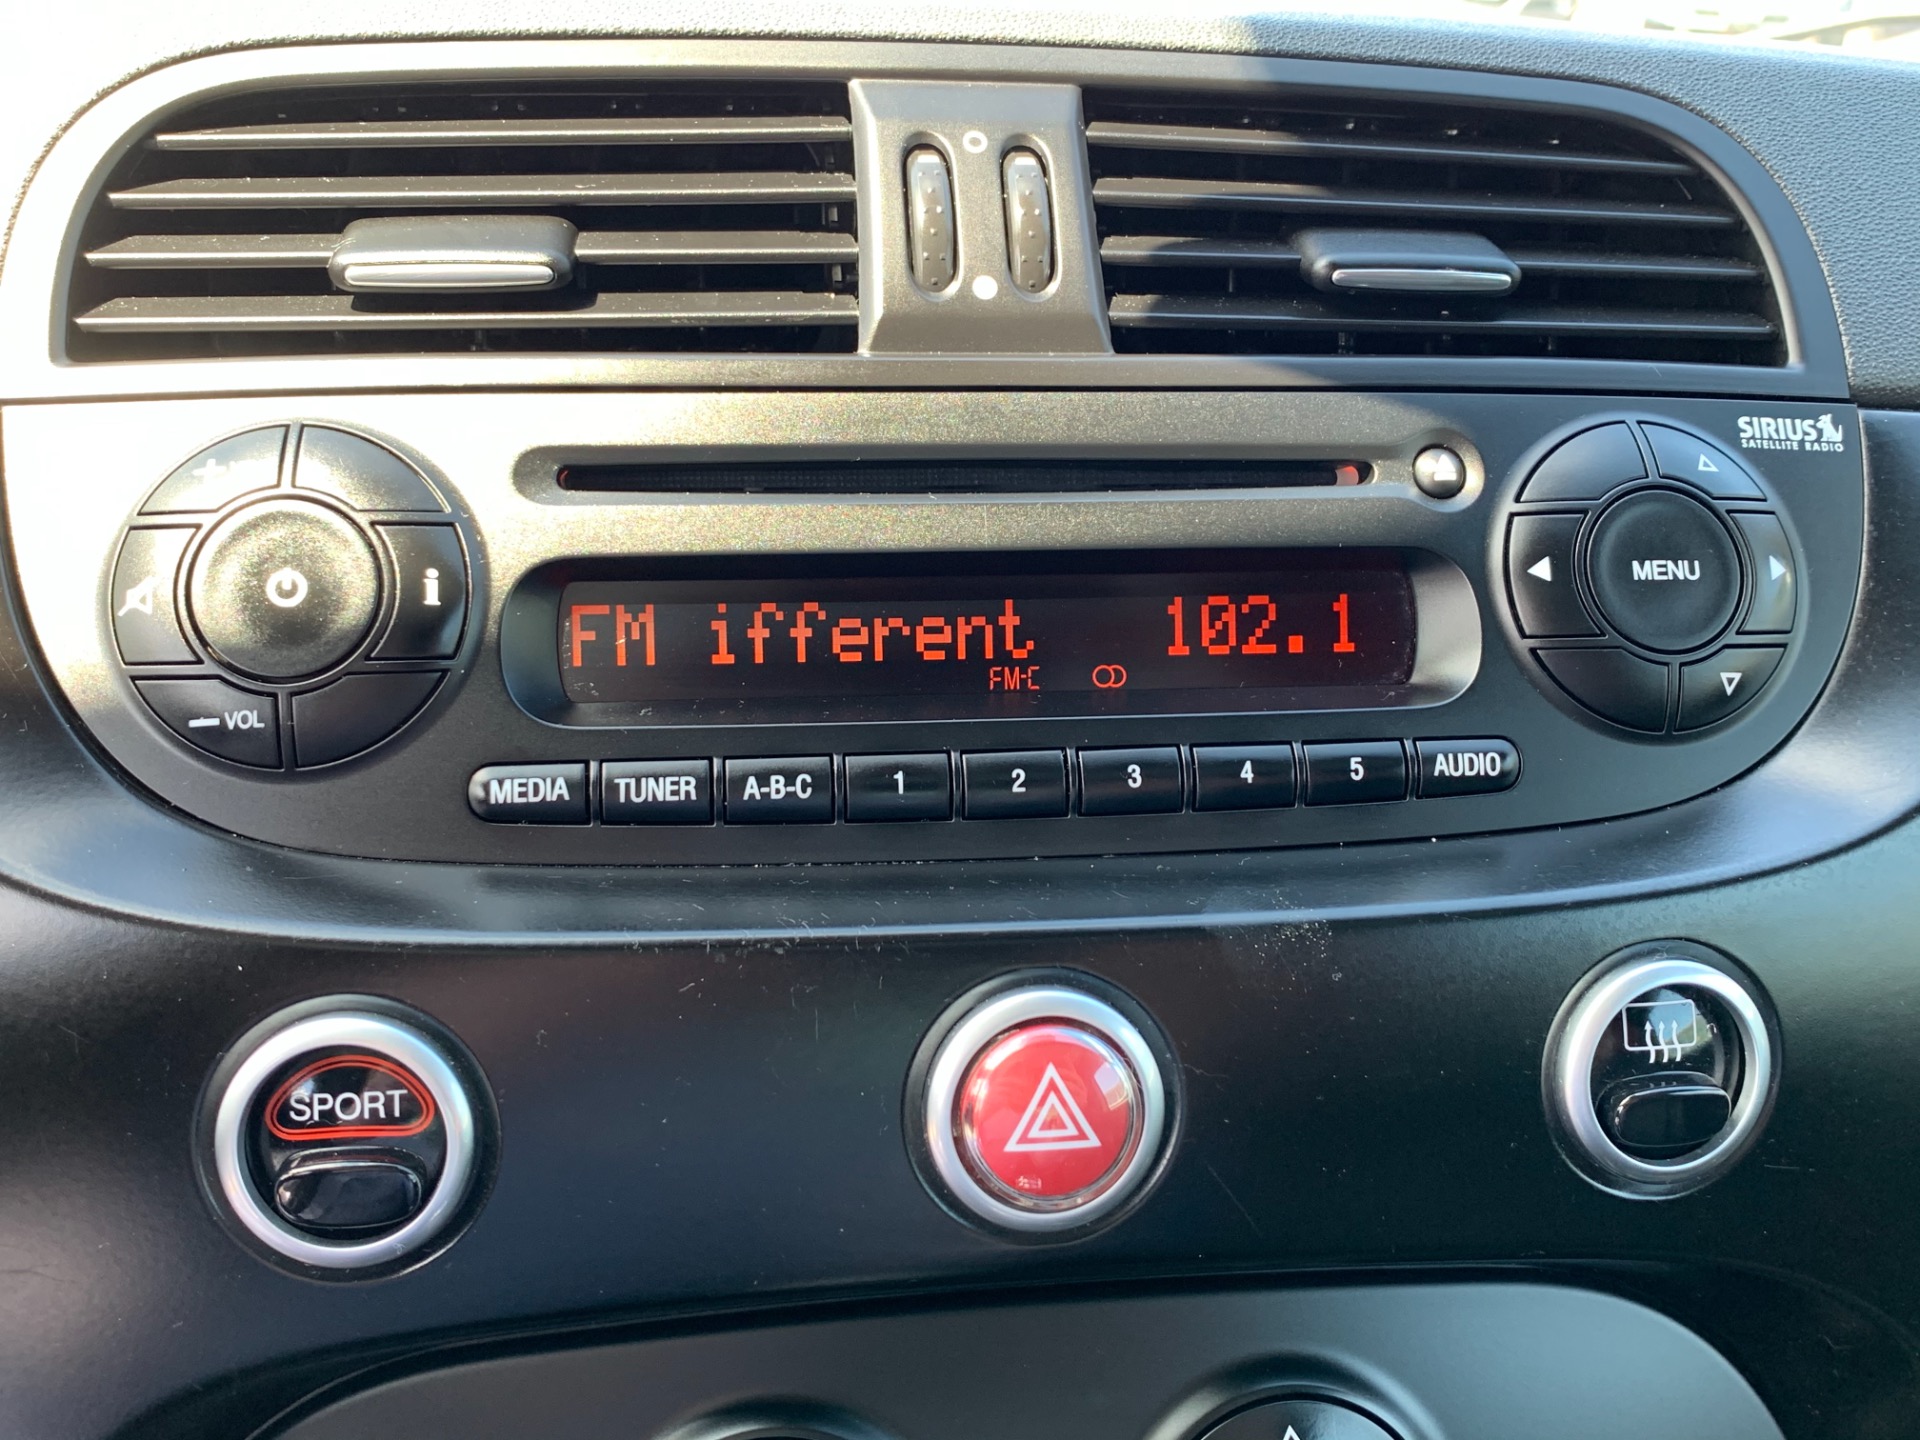 SIRIUS
SATELLITE RADIO
i
MENU
FM ifferent 102.1
FM-C
VOL
MEDIA TUNER A-B-C 1 2 3 4 5 AUDIO
SPORT